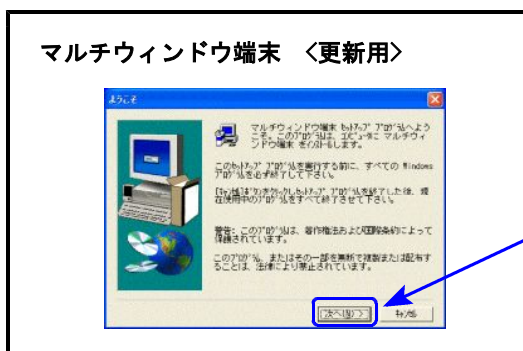 マルチウィンドウ端末 〈更新用〉
ようこそ
マルチウィンドウ端末 ｾｯﾄｱｯﾌﾟ ﾌﾟﾛｸﾞﾗﾑへよう
こそ。このﾌﾟﾛｸﾞﾗﾑは、ｺﾝﾋﾟｭｰﾀに マルチウィ
ンドウ端末 をｲﾝｽﾄｰﾙします。
このｾｯﾄｱｯﾌﾟ ﾌﾟﾛｸﾞﾗﾑを実行する前に、すべての Windows
ﾌﾟﾛｸﾞﾗﾑを必ず終了して下さい。
[ｷｬﾝｾﾙ]ﾎﾞﾀﾝをｸﾘｯｸしｾｯﾄｱｯﾌﾟ ﾌﾟﾛｸﾞﾗﾑを終了した後、現
在使用中のﾌﾟﾛｸﾞﾗﾑをすべて終了させて下さい。
警告: このﾌﾟﾛｸﾞﾗﾑは、著作権法および国際条約によって
保護されています。
このﾌﾟﾛｸﾞﾗﾑ、またはその一部を無断で複製または配布す
ることは、法律により禁止されています。
次へ(N) >
ｷｬﾝｾﾙ